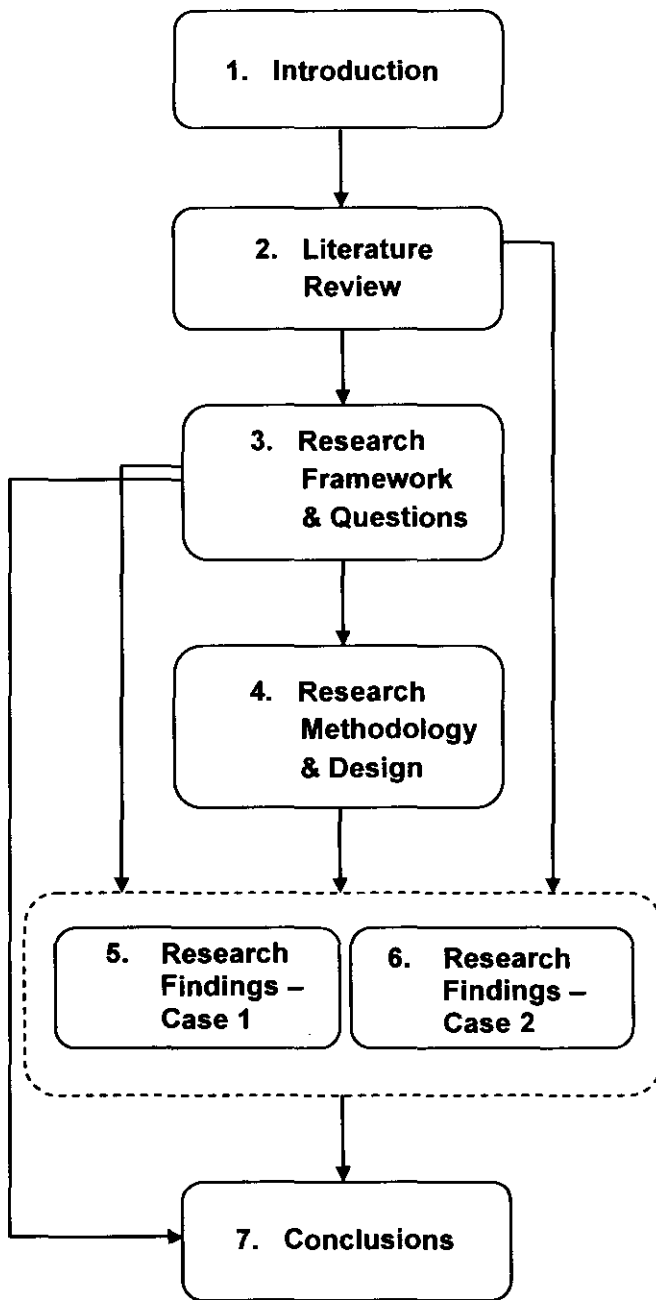 1. Introduction
2. Literature
Review
3. Research
Framework
& Questions
4. Research
Methodology
& Design
5. Research
Findings –
Case 1
6. Research
Findings –
Case 2
7. Conclusions